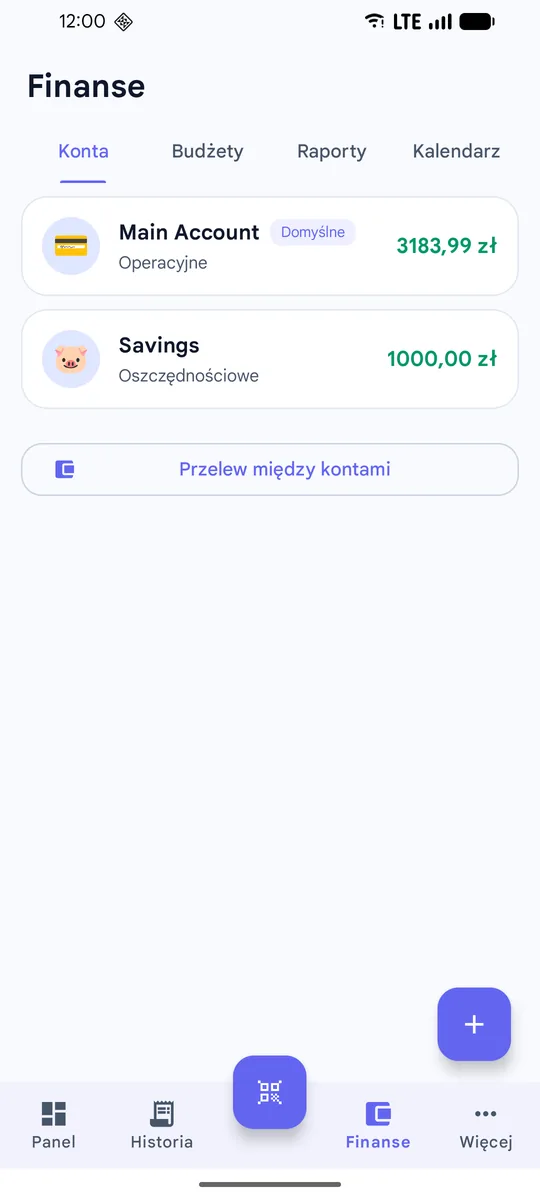 12:00 LTE
Finanse
Konta Budżety Raporty Kalendarz
Main Account Domyślne
3183,99 zł
Operacyjne
Savings
1000,00 zł
Oszczędnościowe
Przelew między kontami
+
Panel Historia Finanse Więcej